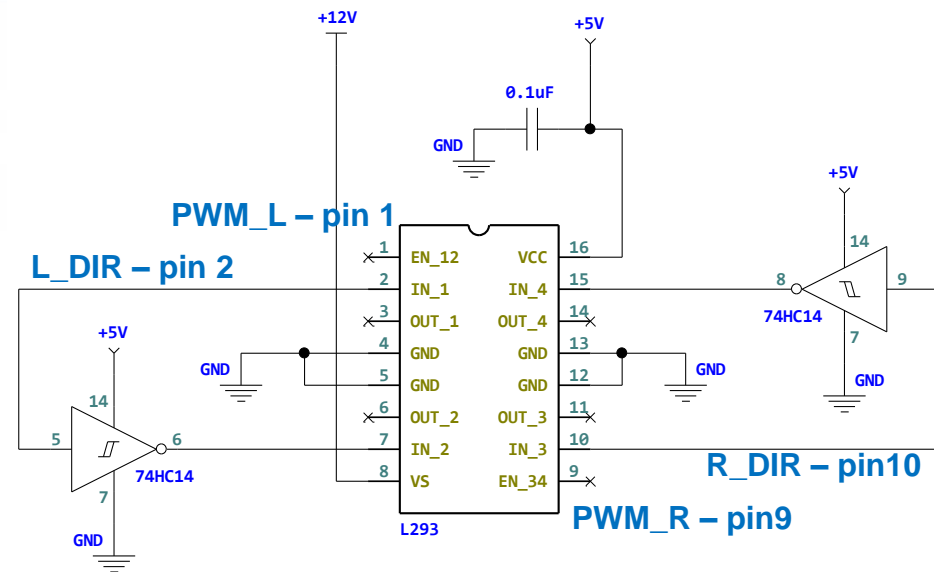 +12V
+5V
0.1uF
GND
+5V
PWM_L – pin 1
14
1 EN_12 VCC 16
L_DIR – pin 2
2 IN_1 IN_4 15
8 9
3 OUT_1 OUT_4 14
74HC14
+5V
7
4 GND GND 13
GND GND
5 GND GND 12
GND
14
6 OUT_2 OUT_3 11
5 6
7 IN_2 IN_3 10
R_DIR – pin10
74HC14
8 VS EN_34 9
7
PWM_R – pin9
L293
GND